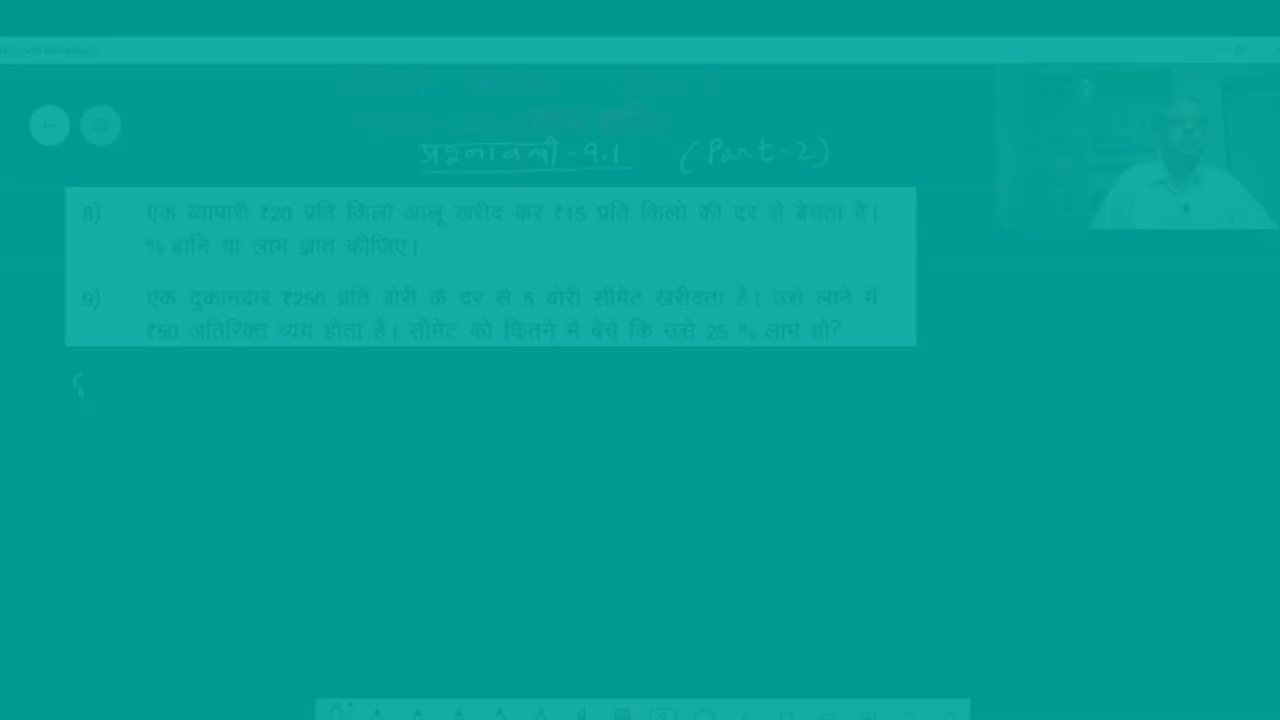 प्रश्नावली-9.1 (Part-2)
8) एक व्यापारी ₹20 प्रति किलो आलू खरीद कर ₹15 प्रति किलो की दर से बेचता है।
% हानि या लाभ ज्ञात कीजिए।
9) एक दुकानदार ₹250 प्रति बोरी के दर से 5 बोरी सीमेंट खरीदता है। उसे लाने में
₹50 अतिरिक्त व्यय होता है। सीमेंट को कितने में बेचे कि उसे 25 % लाभ हो?